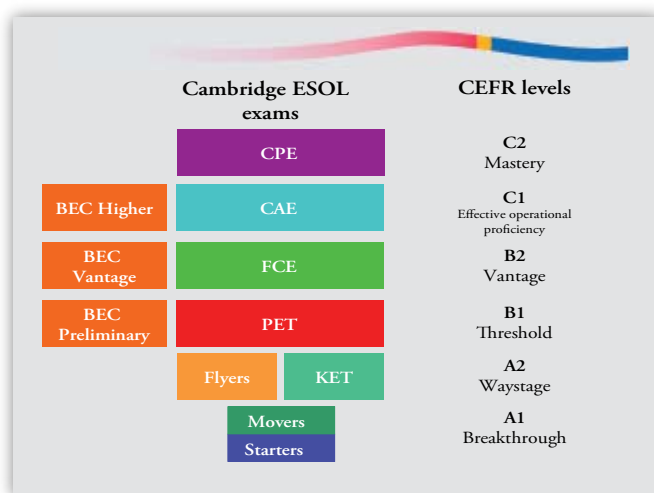 Cambridge ESOL
exams
CEFR levels
CPE
C2
Mastery
BEC Higher
CAE
C1
Effective operational
proficiency
BEC
Vantage
FCE
B2
Vantage
BEC
Preliminary
PET
B1
Threshold
Flyers
KET
A2
Waystage
Movers
Starters
A1
Breakthrough